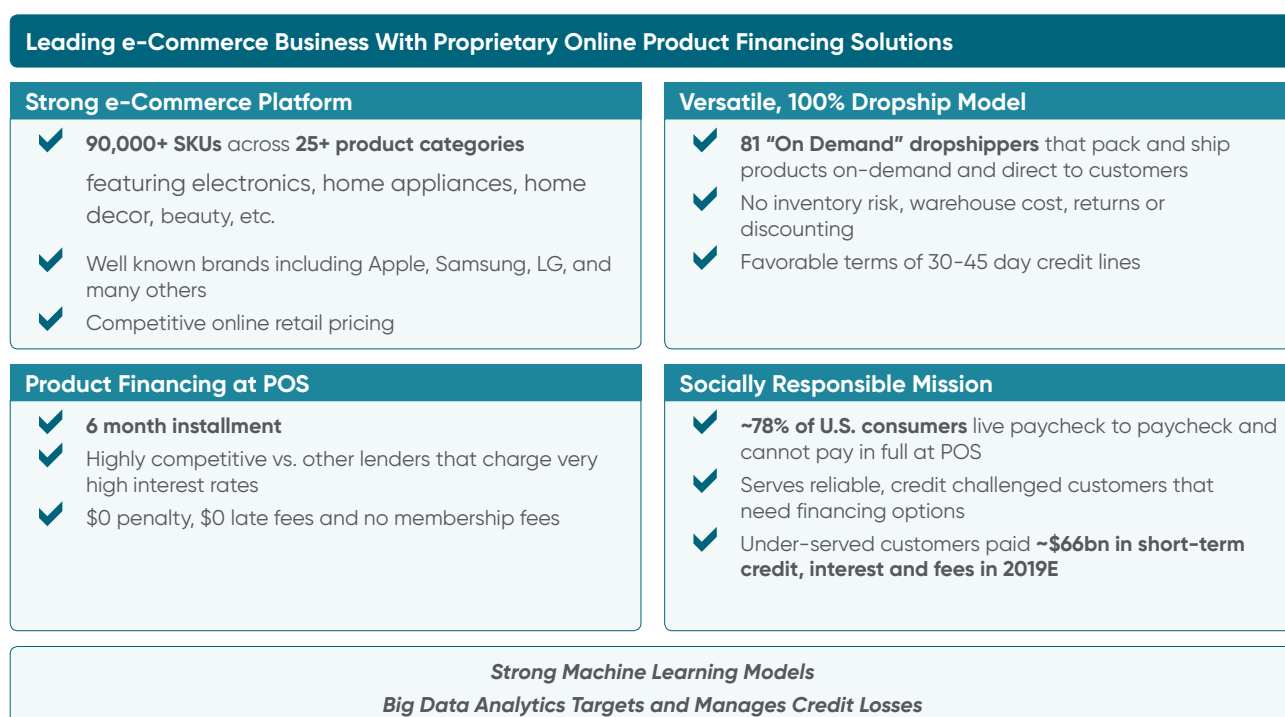 Leading e-Commerce Business With Proprietary Online Product Financing Solutions
Strong e-Commerce Platform
90,000+ SKUs across 25+ product categories
featuring electronics, home appliances, home
decor, beauty, etc.
Well known brands including Apple, Samsung, LG, and
many others
Competitive online retail pricing
Versatile, 100% Dropship Model
81 “On Demand” dropshippers that pack and ship
products on-demand and direct to customers
No inventory risk, warehouse cost, returns or
discounting
Favorable terms of 30-45 day credit lines
Product Financing at POS
6 month installment
Highly competitive vs. other lenders that charge very
high interest rates
$0 penalty, $0 late fees and no membership fees
Socially Responsible Mission
~78% of U.S. consumers live paycheck to paycheck and
cannot pay in full at POS
Serves reliable, credit challenged customers that
need financing options
Under-served customers paid ~$66bn in short-term
credit, interest and fees in 2019E
Strong Machine Learning Models
Big Data Analytics Targets and Manages Credit Losses